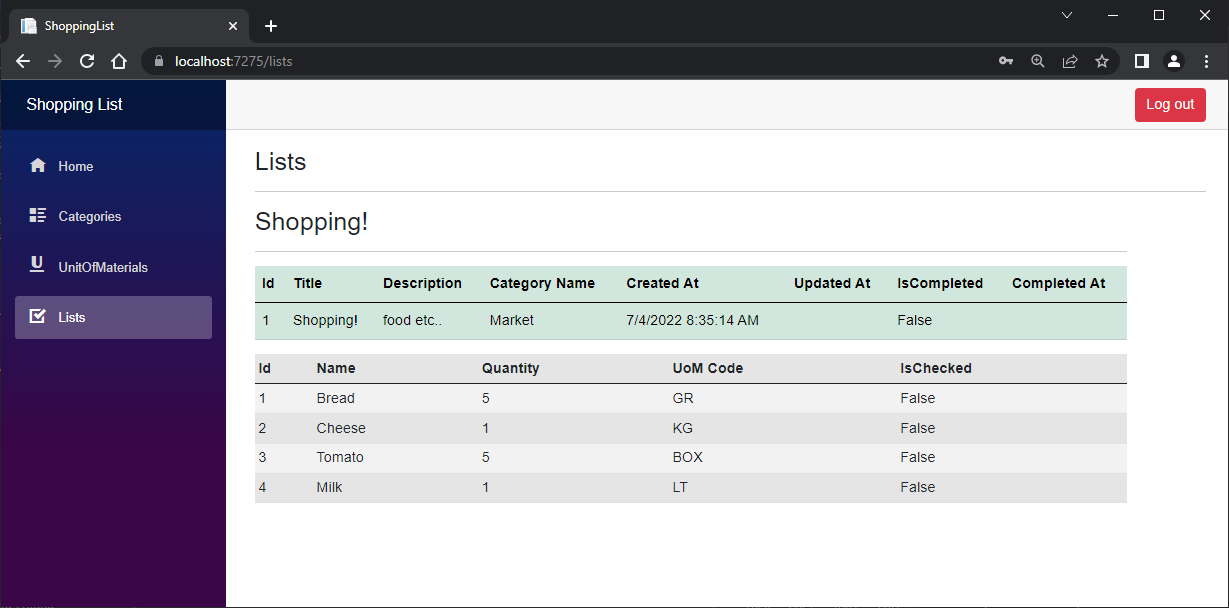 ShoppingList
localhost:7275/lists
Shopping List
Log out
Home
Categories
UnitOfMaterials
Lists
Lists
Shopping!
Id Title Description Category Name Created At Updated At IsCompleted Completed At
1 Shopping! food etc.. Market 7/4/2022 8:35:14 AM False
Id Name Quantity UoM Code IsChecked
1 Bread 5 GR False
2 Cheese 1 KG False
3 Tomato 5 BOX False
4 Milk 1 LT False